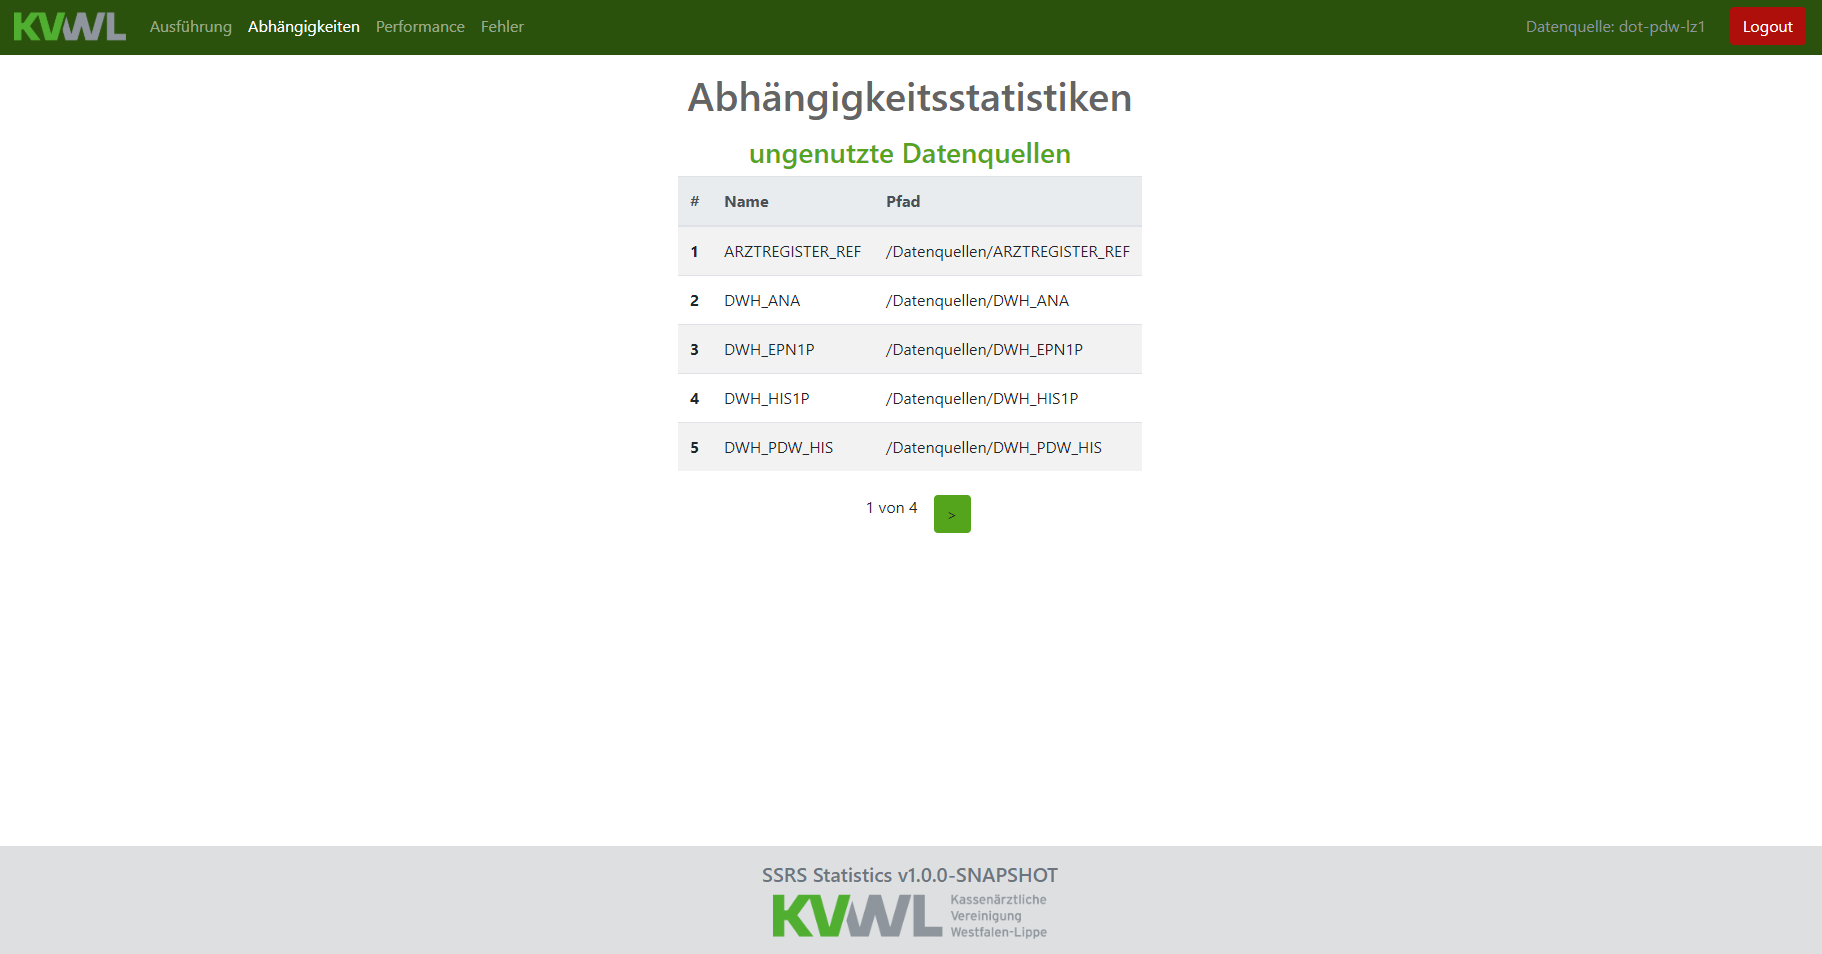 KVWL Ausführung Abhängigkeiten Performance Fehler Datenquelle: dot-pdw-lz1 Logout
Abhängigkeitsstatistiken
ungenutzte Datenquellen
# Name Pfad
1 ARZTREGISTER_REF /Datenquellen/ARZTREGISTER_REF
2 DWH_ANA /Datenquellen/DWH_ANA
3 DWH_EPN1P /Datenquellen/DWH_EPN1P
4 DWH_HIS1P /Datenquellen/DWH_HIS1P
5 DWH_PDW_HIS /Datenquellen/DWH_PDW_HIS
1 von 4 >
SSRS Statistics v1.0.0-SNAPSHOT
KVWL
Kassenärztliche
Vereinigung
Westfalen-Lippe